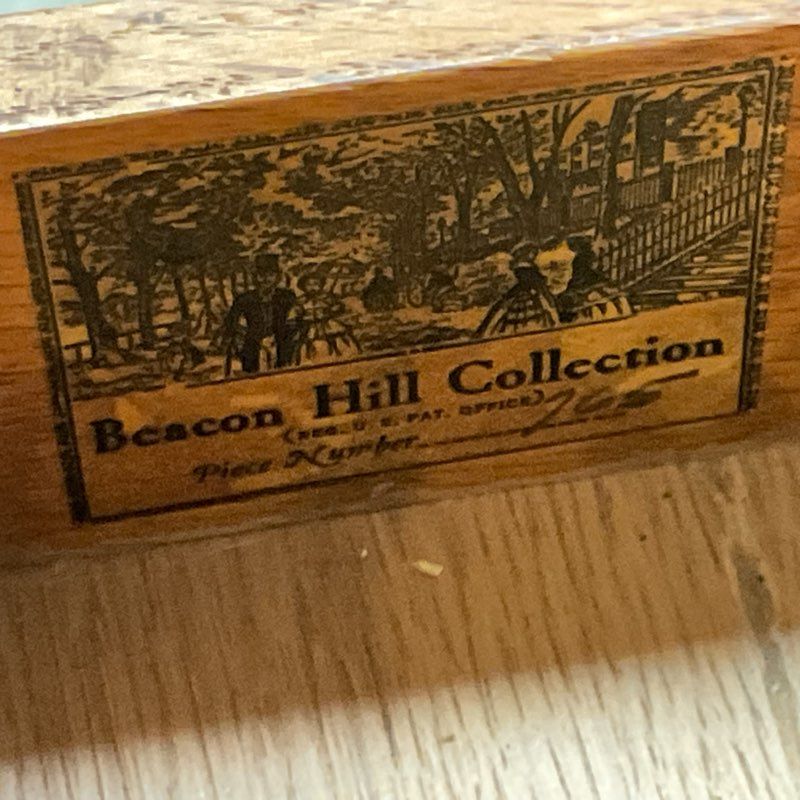 Beacon Hill Collection
(REG. U. S. PAT. OFFICE)
Piece Number